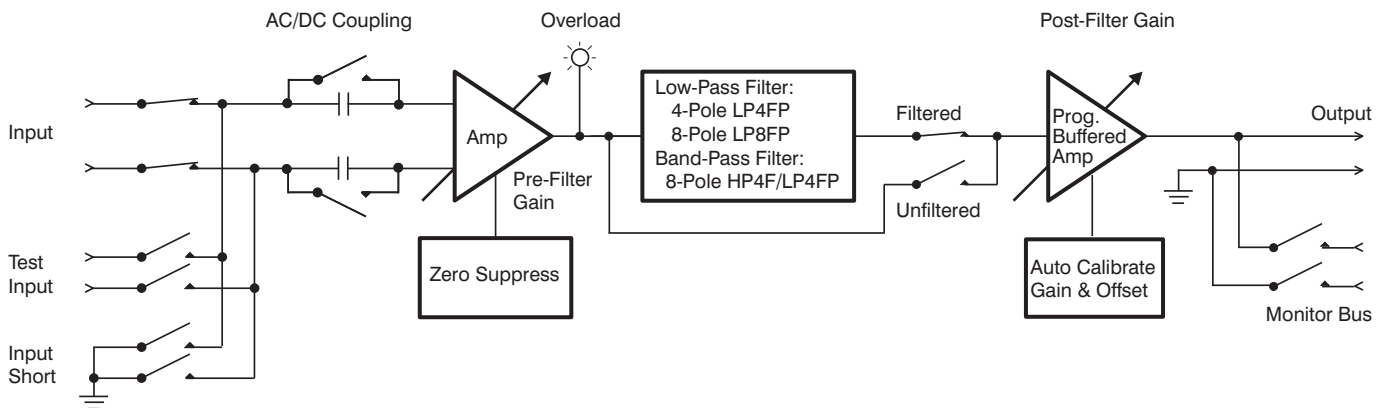 AC/DC Coupling
Overload
Post-Filter Gain
Input
Amp
Pre-Filter
Gain
Zero Suppress
Low-Pass Filter:
4-Pole LP4FP
8-Pole LP8FP
Band-Pass Filter:
8-Pole HP4F/LP4FP
Filtered
Unfiltered
Prog.
Buffered
Amp
Auto Calibrate
Gain & Offset
Output
Monitor Bus
Test
Input
Input
Short